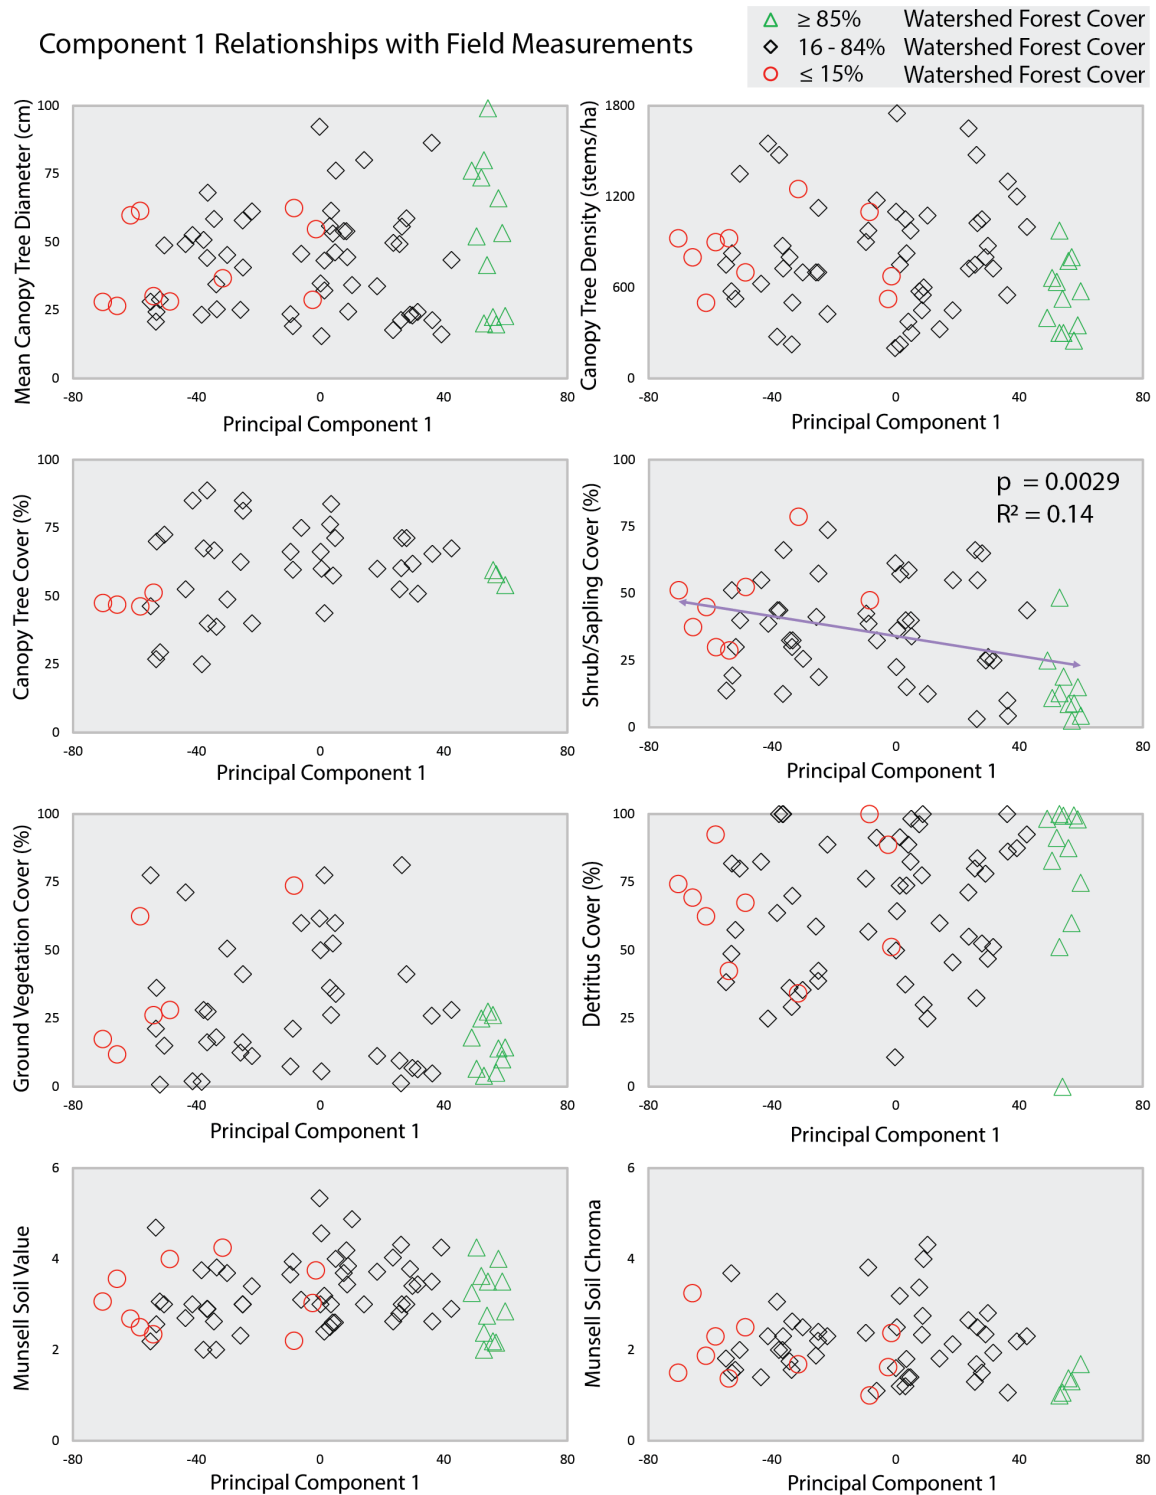 ≥ 85% Watershed Forest Cover
16 - 84% Watershed Forest Cover
≤ 15% Watershed Forest Cover
Component 1 Relationships with Field Measurements
Mean Canopy Tree Diameter (cm)
100
75
50
25
0
-80 -40 0 40 80
Principal Component 1
Canopy Tree Density (stems/ha)
1800
1200
600
0
-80 -40 0 40 80
Principal Component 1
Canopy Tree Cover (%)
100
75
50
25
0
-80 -40 0 40 80
Principal Component 1
Shrub/Sapling Cover (%)
100
75
50
25
0
p = 0.0029
R² = 0.14
-80 -40 0 40 80
Principal Component 1
Ground Vegetation Cover (%)
100
75
50
25
0
-80 -40 0 40 80
Principal Component 1
Detritus Cover (%)
100
75
50
25
0
-80 -40 0 40 80
Principal Component 1
Munsell Soil Value
6
4
2
0
-80 -40 0 40 80
Principal Component 1
Munsell Soil Chroma
6
4
2
0
-80 -40 0 40 80
Principal Component 1